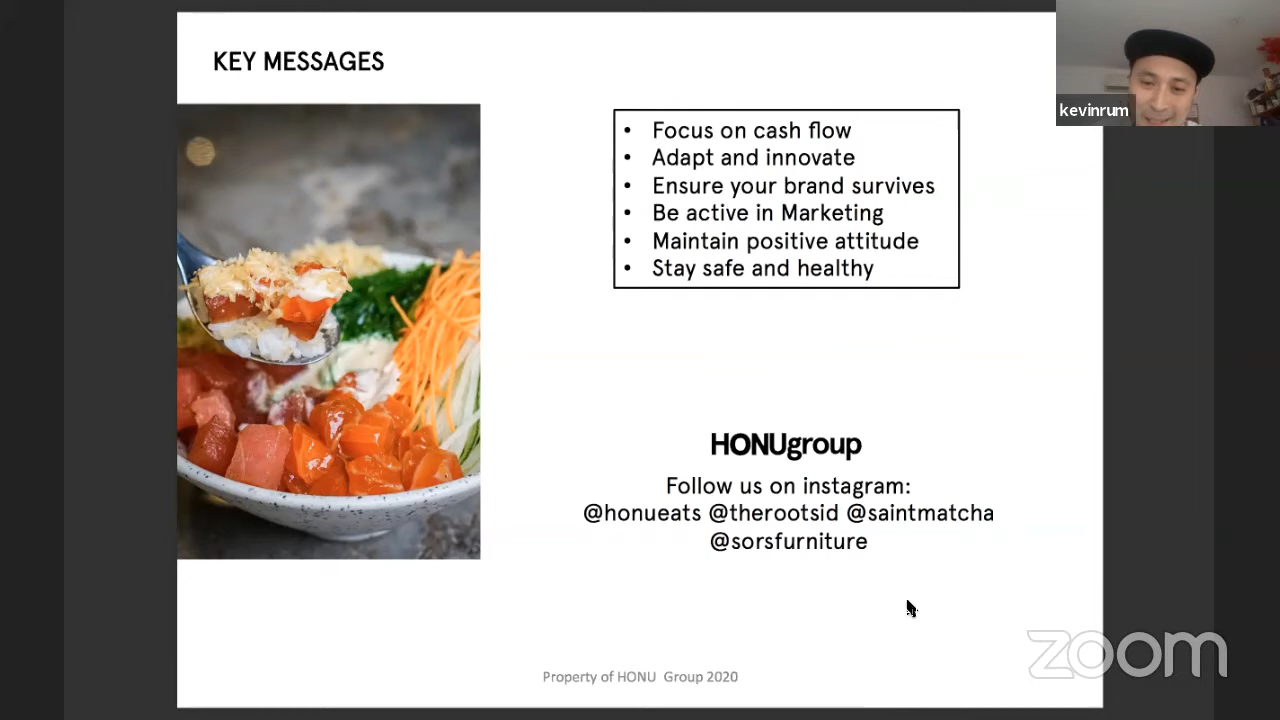 KEY MESSAGES
kevinrum
• Focus on cash flow
• Adapt and innovate
• Ensure your brand survives
• Be active in Marketing
• Maintain positive attitude
• Stay safe and healthy
HONUgroup
Follow us on instagram:
@honueats @therootsid @saintmatcha
@sorsfurniture
zoom
Property of HONU Group 2020